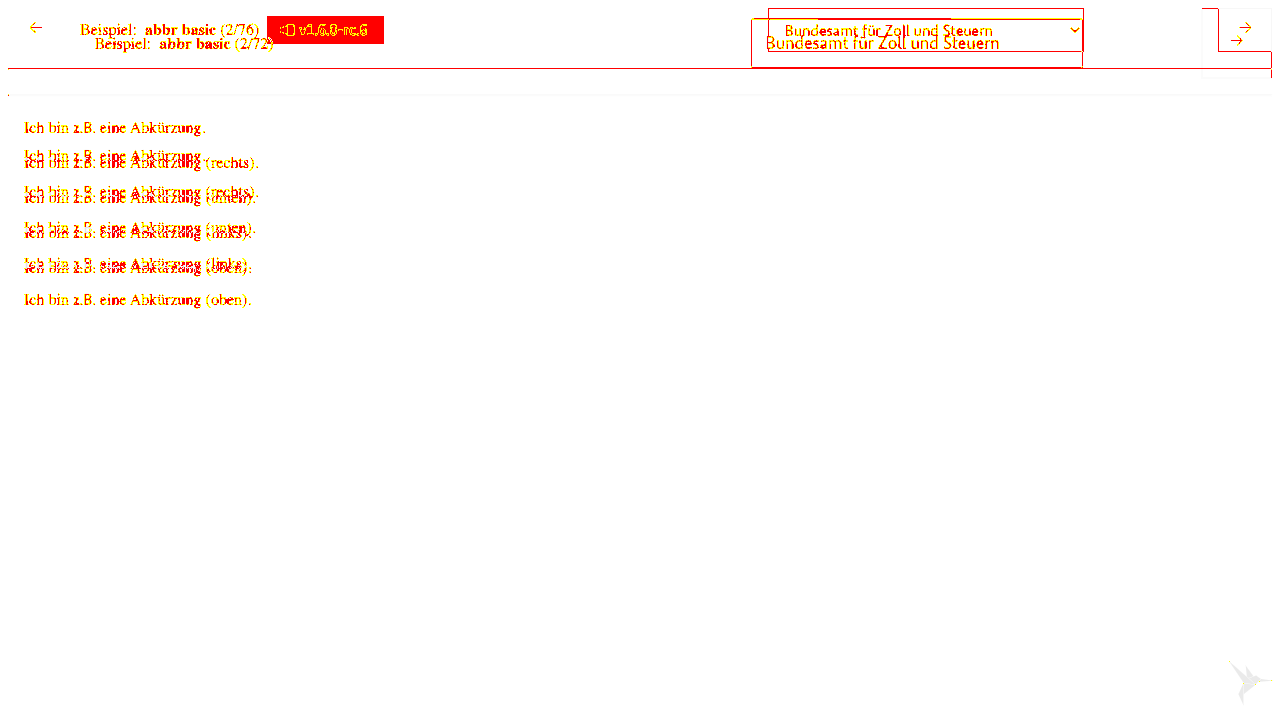 Beispiel: abbr basic (2/76) v1.6.0-rc.6
Bundesamt für Zoll und Steuern
Beispiel: abbr basic (2/72)
Bundesamt für Zoll und Steuern
Ich bin z.B. eine Abkürzung.
Ich bin z.B. eine Abkürzung.
Ich bin z.B. eine Abkürzung (rechts).
Ich bin z.B. eine Abkürzung (rechts).
Ich bin z.B. eine Abkürzung (unten).
Ich bin z.B. eine Abkürzung (unten).
Ich bin z.B. eine Abkürzung (links).
Ich bin z.B. eine Abkürzung (links).
Ich bin z.B. eine Abkürzung (oben).
Ich bin z.B. eine Abkürzung (oben).